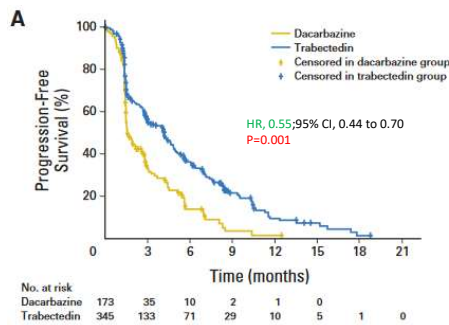 A
Dacarbazine
Trabectedin
Censored in dacarbazine group
Censored in trabectedin group
Progression-Free
Survival (%)
100
80
60
40
20
0
HR, 0.55;95% CI, 0.44 to 0.70
P=0.001
3 6 9 12 15 18 21
Time (months)
No. at risk
Dacarbazine 173 35 10 2 1 0
Trabectedin 345 133 71 29 10 5 1 0